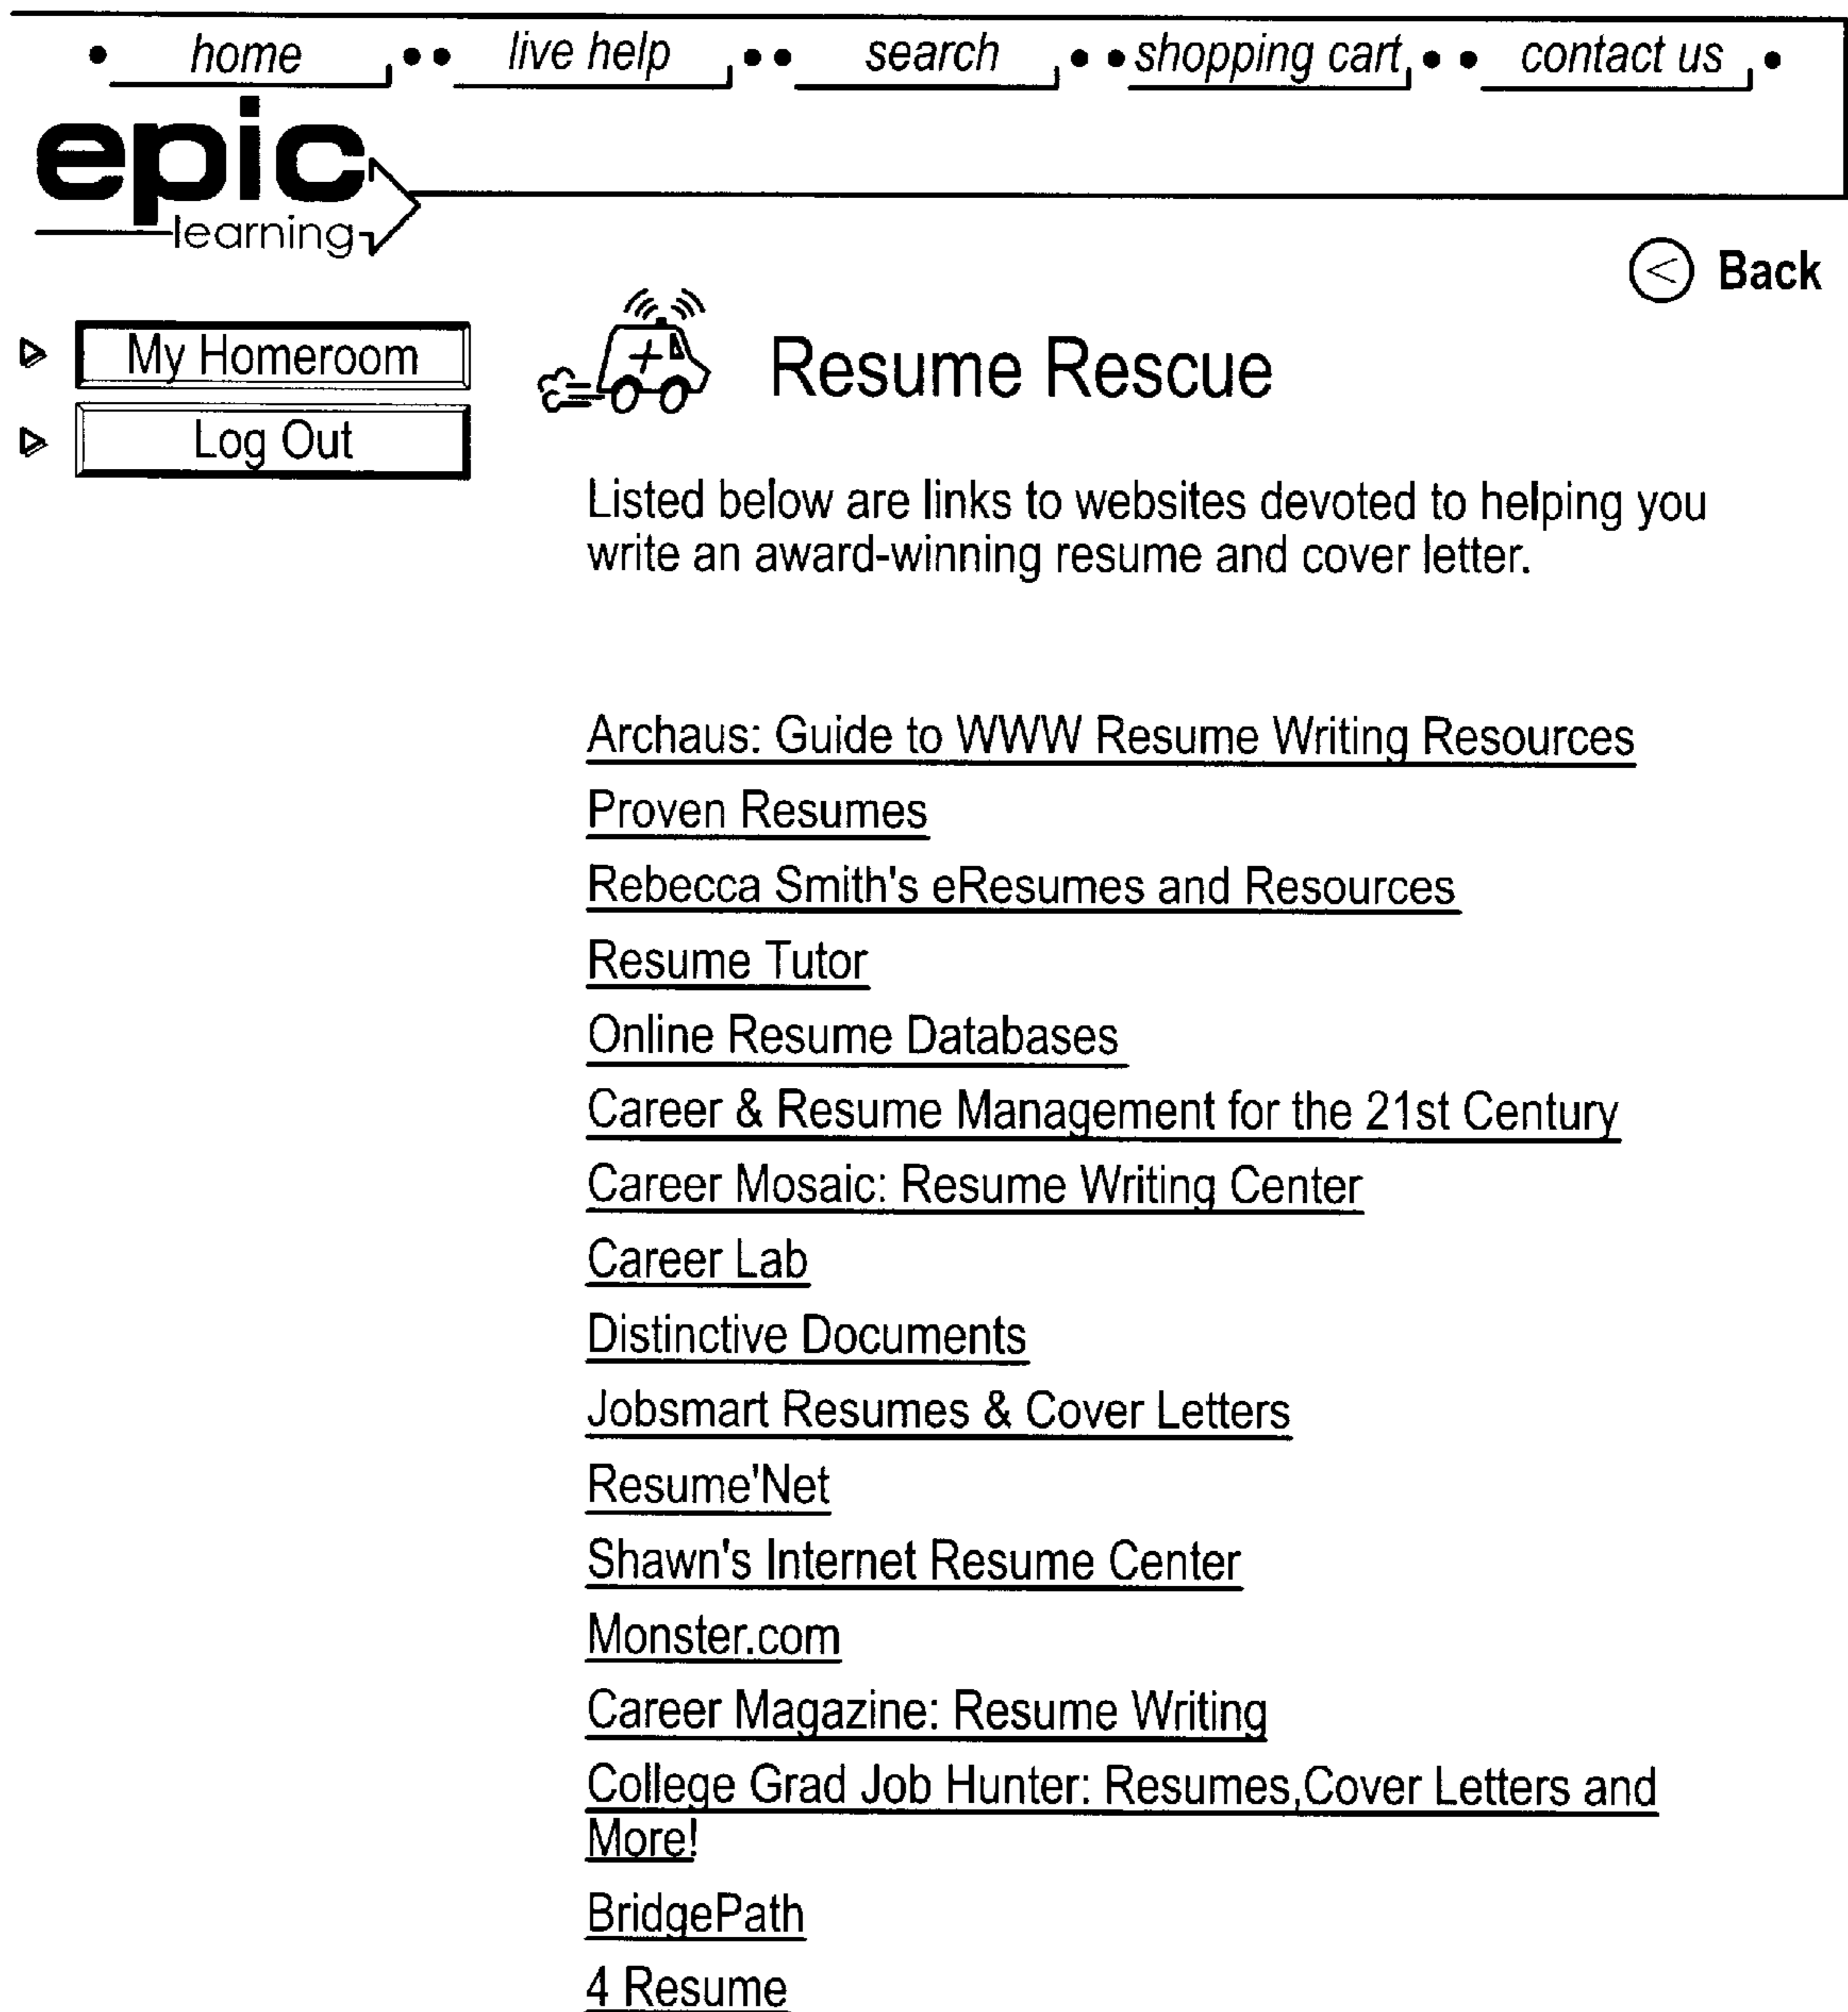 home live help search shopping cart contact us
epic
learning
Back
My Homeroom
Log Out
Resume Rescue
Listed below are links to websites devoted to helping you
write an award-winning resume and cover letter.
Archaus: Guide to WWW Resume Writing Resources
Proven Resumes
Rebecca Smith's eResumes and Resources
Resume Tutor
Online Resume Databases
Career & Resume Management for the 21st Century
Career Mosaic: Resume Writing Center
Career Lab
Distinctive Documents
Jobsmart Resumes & Cover Letters
Resume'Net
Shawn's Internet Resume Center
Monster.com
Career Magazine: Resume Writing
College Grad Job Hunter: Resumes,Cover Letters and
More!
BridgePath
4 Resume